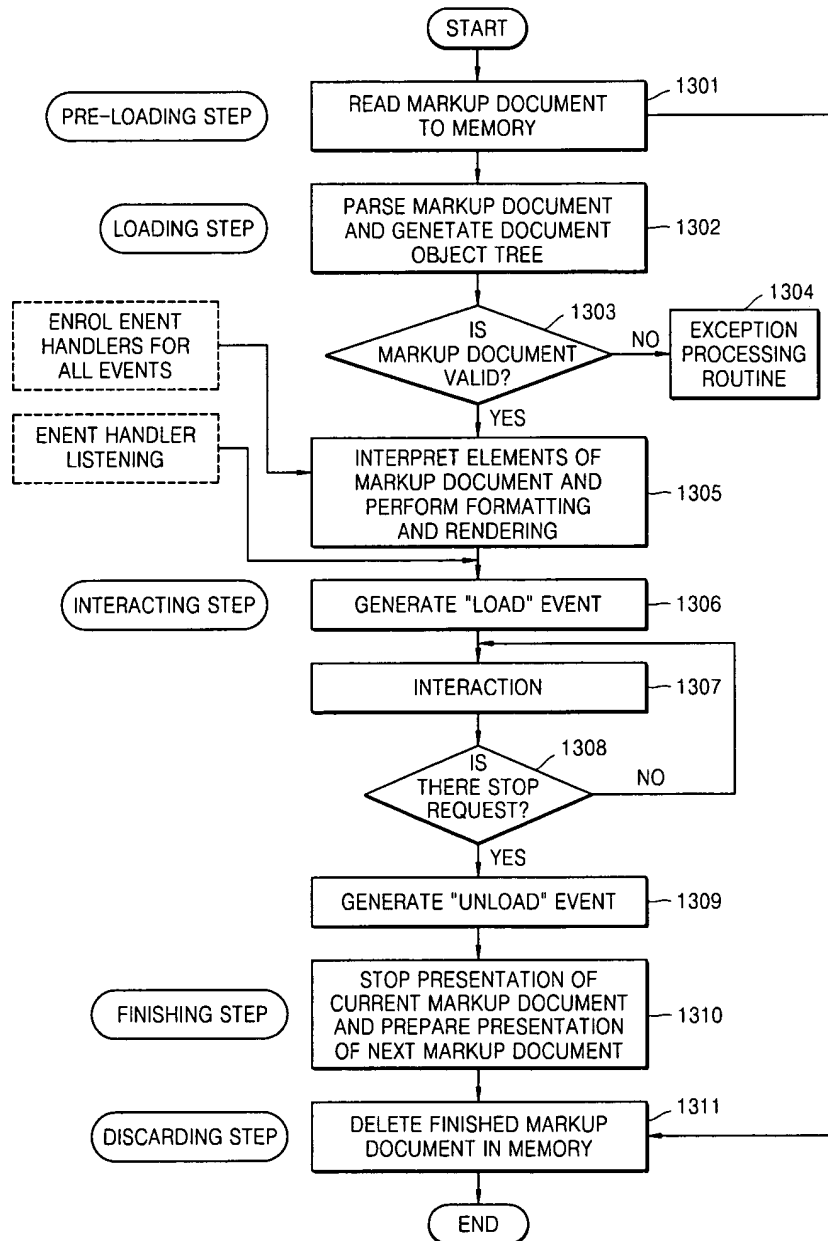 START
PRE-LOADING STEP
READ MARKUP DOCUMENT
TO MEMORY
1301
LOADING STEP
PARSE MARKUP DOCUMENT
AND GENETATE DOCUMENT
OBJECT TREE
1302
ENROL ENENT
HANDLERS FOR
ALL EVENTS
IS
MARKUP DOCUMENT
VALID?
1303
NO
1304
EXCEPTION
PROCESSING
ROUTINE
YES
ENENT HANDLER
LISTENING
INTERPRET ELEMENTS OF
MARKUP DOCUMENT AND
PERFORM FORMATTING
AND RENDERING
1305
INTERACTING STEP
GENERATE "LOAD" EVENT
1306
INTERACTION
1307
IS
THERE STOP
REQUEST?
1308
NO
YES
GENERATE "UNLOAD" EVENT
1309
FINISHING STEP
STOP PRESENTATION OF
CURRENT MARKUP DOCUMENT
AND PREPARE PRESENTATION
OF NEXT MARKUP DOCUMENT
1310
DISCARDING STEP
DELETE FINISHED MARKUP
DOCUMENT IN MEMORY
1311
END